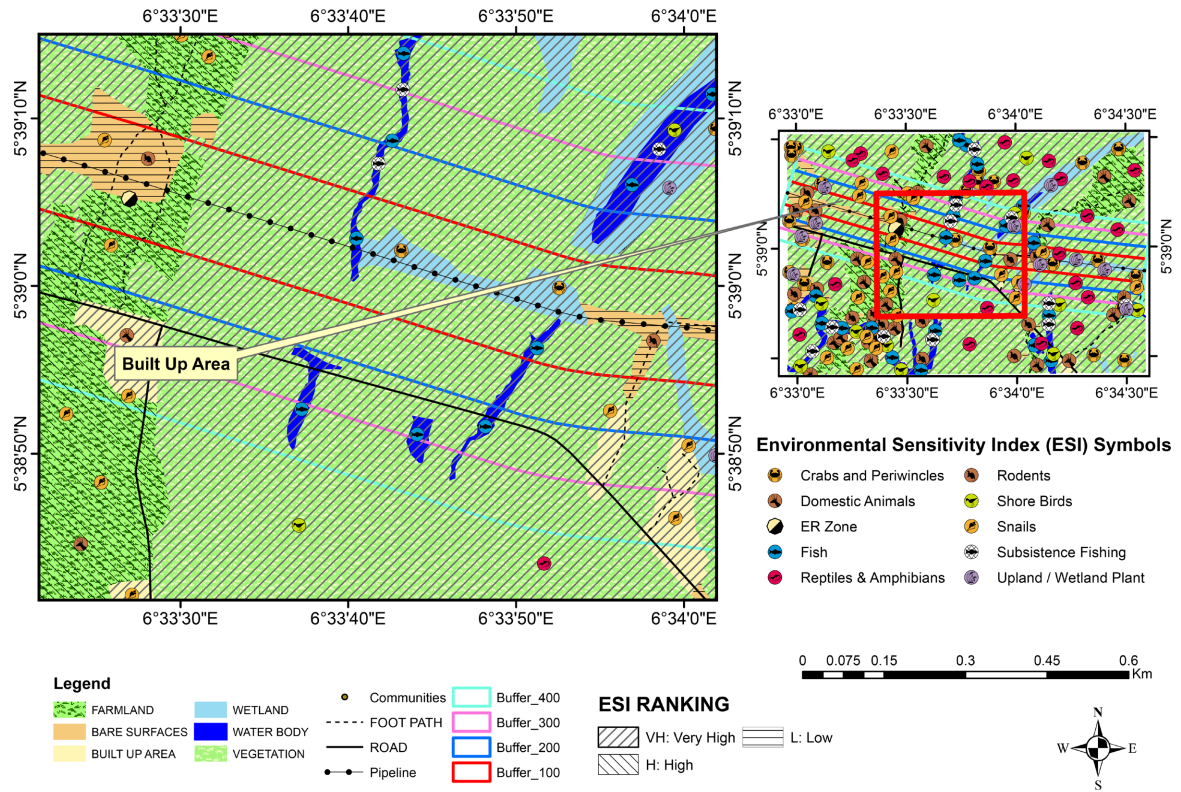 6°33'30"E 6°33'40"E 6°33'50"E 6°34'0"E
5°39'10"N
5°39'0"N
5°38'50"N
5°39'10"N
5°39'0"N
5°38'50"N
Built Up Area
6°33'30"E 6°33'40"E 6°33'50"E 6°34'0"E
6°33'0"E 6°33'30"E 6°34'0"E 6°34'30"E
5°39'0"N
5°39'0"N
6°33'0"E 6°33'30"E 6°34'0"E 6°34'30"E
Environmental Sensitivity Index (ESI) Symbols
Crabs and Periwincles
Domestic Animals
ER Zone
Fish
Reptiles & Amphibians
Rodents
Shore Birds
Snails
Subsistence Fishing
Upland / Wetland Plant
0 0.075 0.15 0.3 0.45 0.6
Km
Legend
FARMLAND
BARE SURFACES
BUILT UP AREA
WETLAND
WATER BODY
VEGETATION
Communities
FOOT PATH
ROAD
Pipeline
Buffer_400
Buffer_300
Buffer_200
Buffer_100
ESI RANKING
VH: Very High
H: High
L: Low
N
W E
S